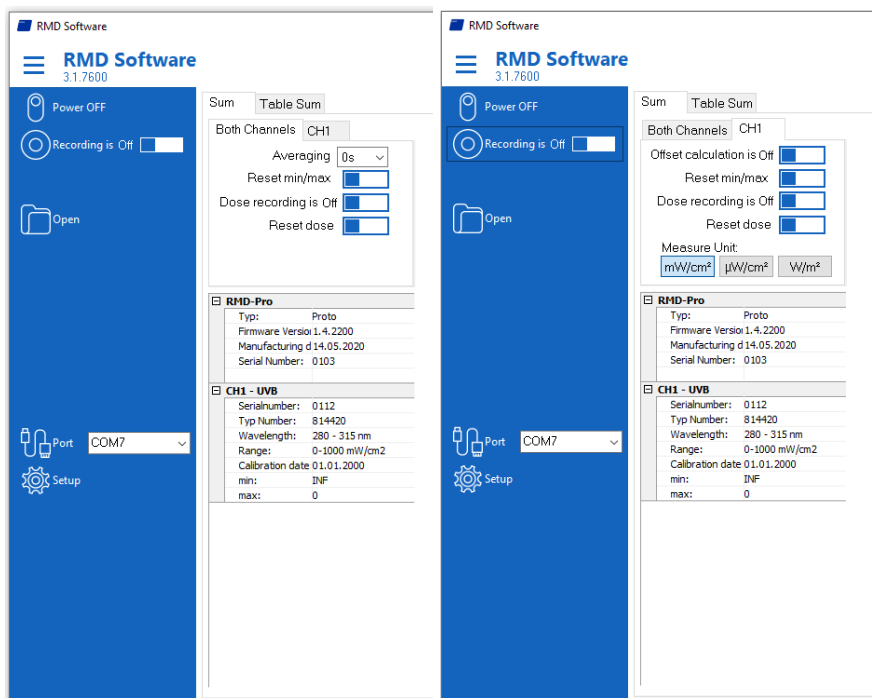 RMD Software
RMD Software
3.1.7600
Power OFF
Recording is Off
Open
Port COM7
Setup
Sum Table Sum
Both Channels CH1
Averaging 0s
Reset min/max
Dose recording is Off
Reset dose
RMD-Pro
Typ: Proto
Firmware Versio 1.4.2200
Manufacturing d 14.05.2020
Serial Number: 0103
CH1 - UVB
Serialnumber: 0112
Typ Number: 814420
Wavelength: 280 - 315 nm
Range: 0-1000 mW/cm2
Calibration date 01.01.2000
min: INF
max: 0
RMD Software
RMD Software
3.1.7600
Power OFF
Recording is Off
Open
Port COM7
Setup
Sum Table Sum
Both Channels CH1
Offset calculation is Off
Reset min/max
Dose recording is Off
Reset dose
Measure Unit:
mW/cm² µW/cm² W/m²
RMD-Pro
Typ: Proto
Firmware Versio 1.4.2200
Manufacturing d 14.05.2020
Serial Number: 0103
CH1 - UVB
Serialnumber: 0112
Typ Number: 814420
Wavelength: 280 - 315 nm
Range: 0-1000 mW/cm2
Calibration date 01.01.2000
min: INF
max: 0